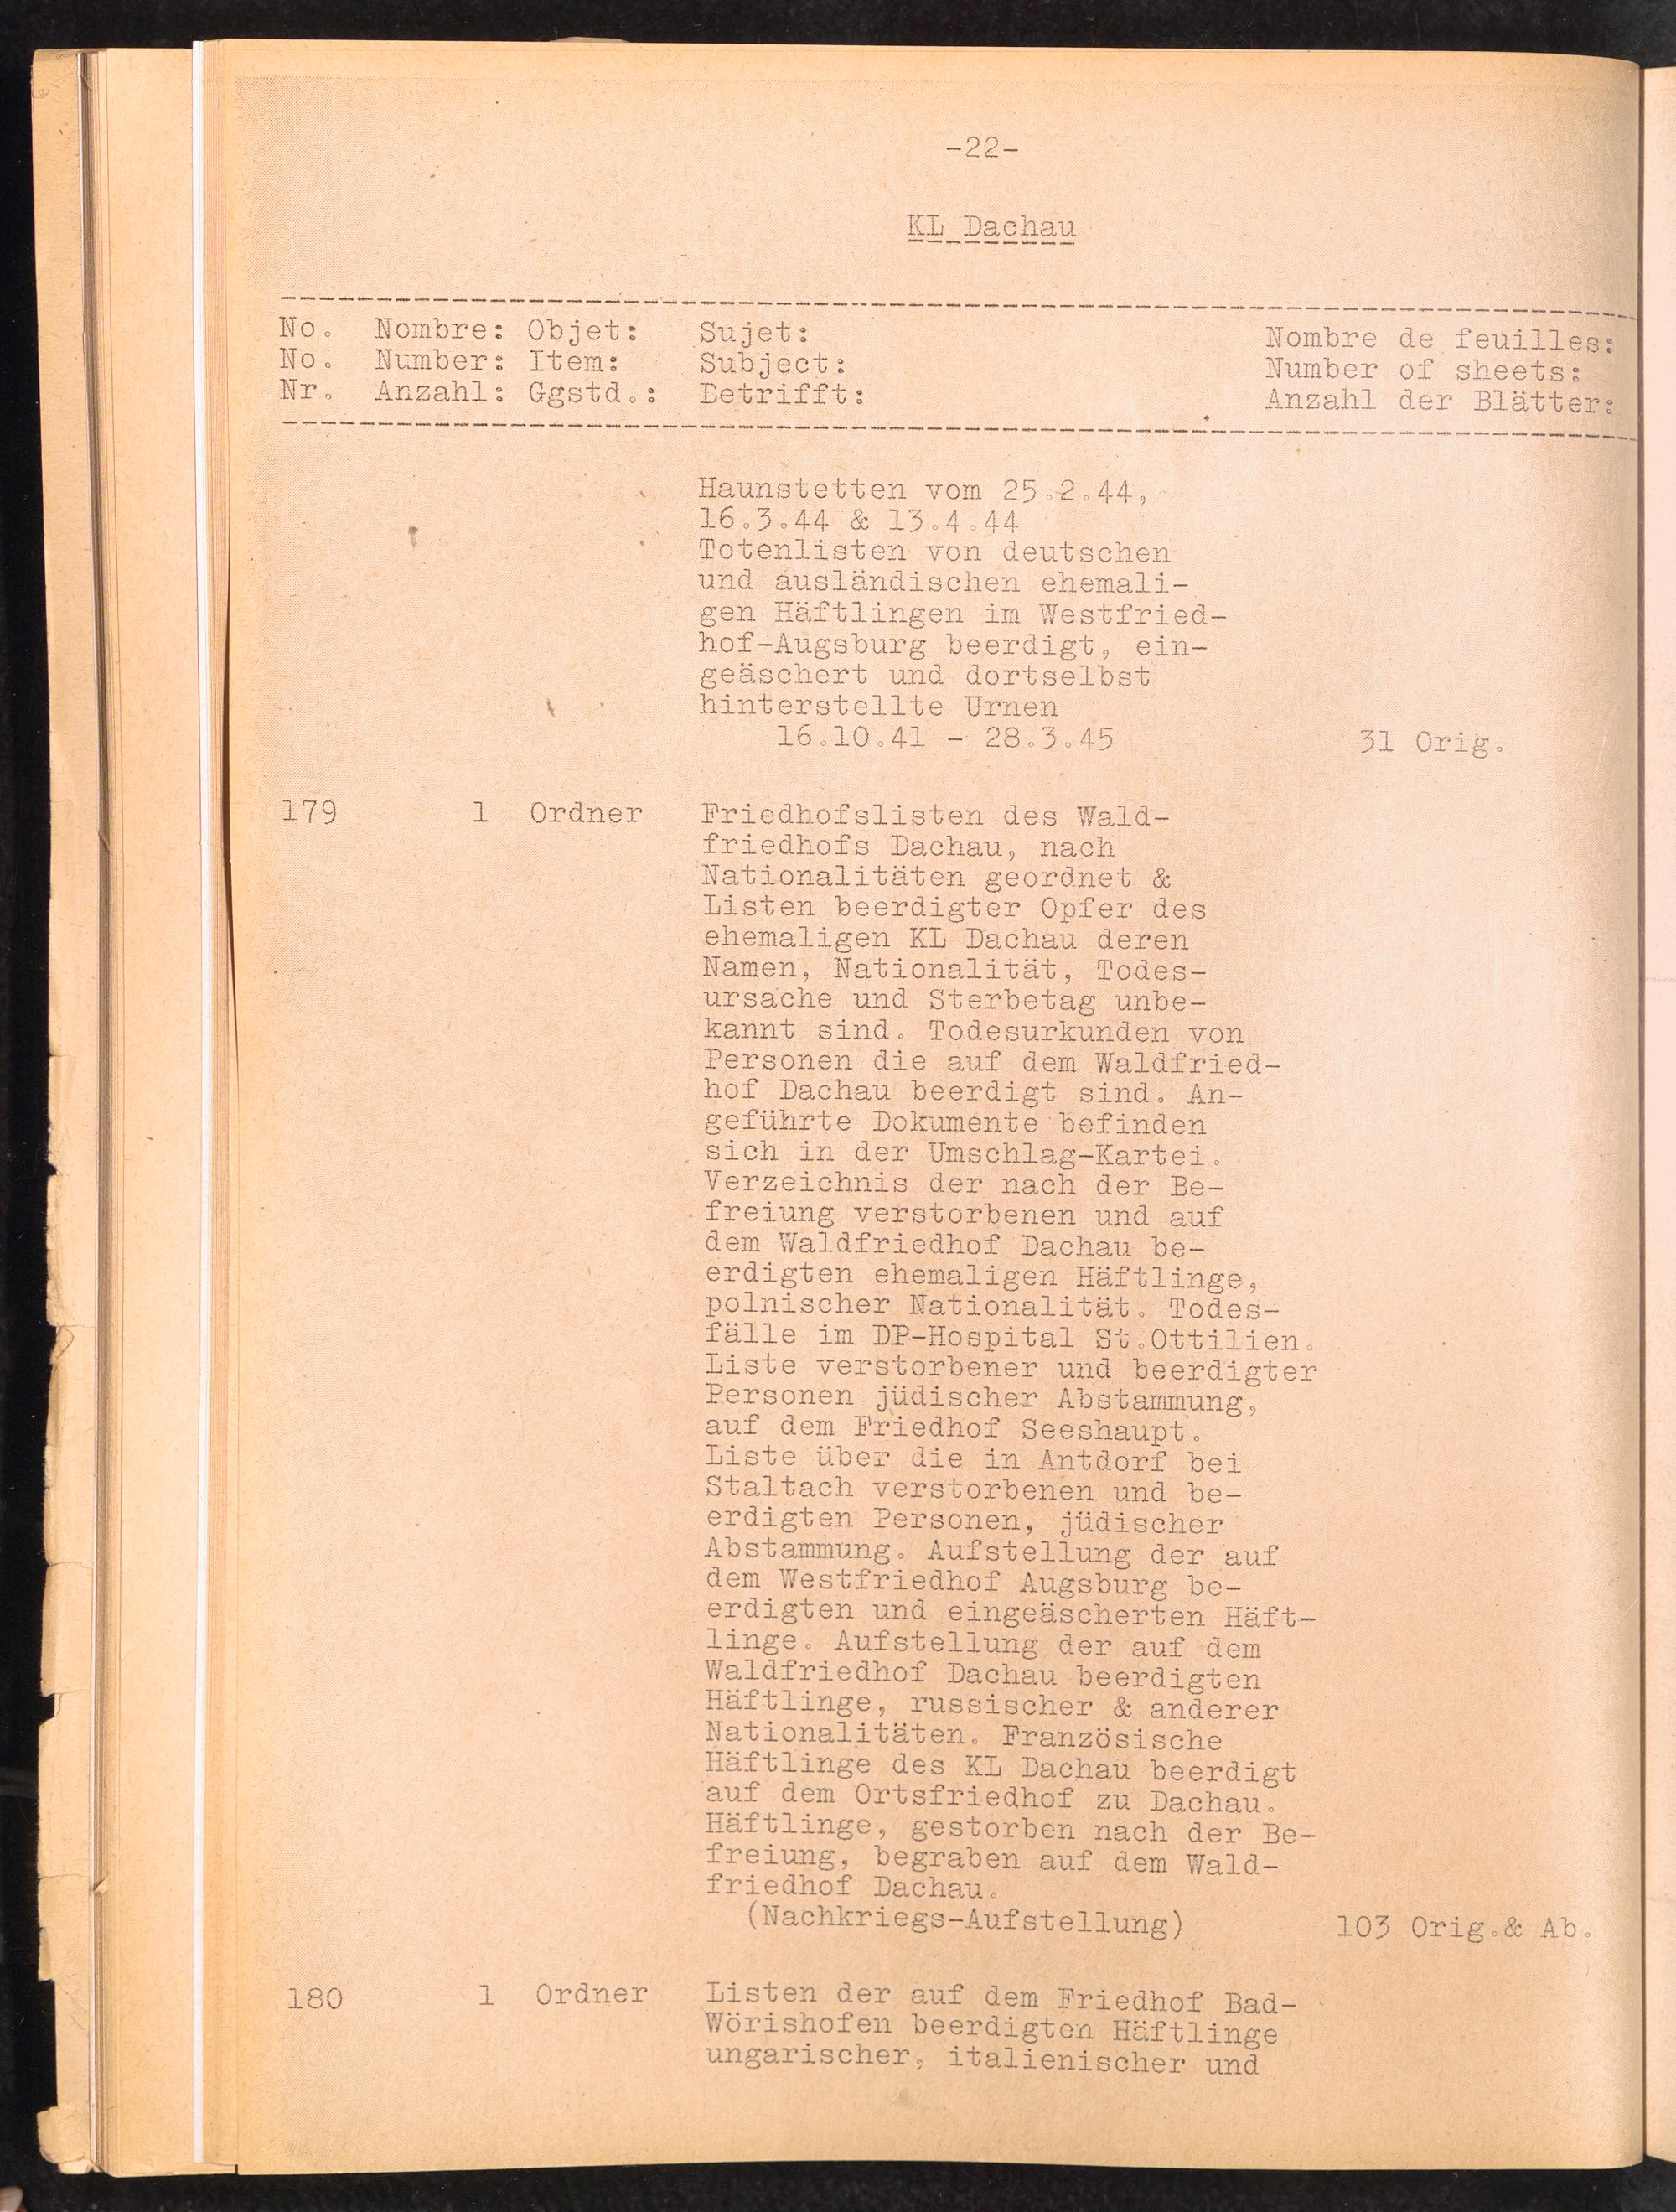 -22-
KL Dachau
No. Nombre: Objet: Sujet: Nombre de feuilles:
No. Number: Item: Subject: Number of sheets:
Nr. Anzahl: Ggstd.: Betrifft: Anzahl der Blätter:
Haunstetten vom 25.2.44,
16.3.44 & 13.4.44
Totenlisten von deutschen
und ausländischen ehemali-
gen Häftlingen im Westfried-
hof-Augsburg beerdigt, ein-
geäschert und dortselbst
hinterstellte Urnen
16.10.41 - 28.3.45 31 Orig.
179 1 Ordner Friedhofslisten des Wald-
friedhofs Dachau, nach
Nationalitäten geordnet &
Listen beerdigter Opfer des
ehemaligen KL Dachau deren
Namen, Nationalität, Todes-
ursache und Sterbetag unbe-
kannt sind. Todesurkunden von
Personen die auf dem Waldfried-
hof Dachau beerdigt sind. An-
geführte Dokumente befinden
sich in der Umschlag-Kartei.
Verzeichnis der nach der Be-
freiung verstorbenen und auf
dem Waldfriedhof Dachau be-
erdigten ehemaligen Häftlinge,
polnischer Nationalität. Todes-
fälle im DP-Hospital St.Ottilien.
Liste verstorbener und beerdigter
Personen jüdischer Abstammung,
auf dem Friedhof Seeshaupt.
Liste über die in Antdorf bei
Staltach verstorbenen und be-
erdigten Personen, jüdischer
Abstammung. Aufstellung der auf
dem Westfriedhof Augsburg be-
erdigten und eingeäscherten Häft-
linge. Aufstellung der auf dem
Waldfriedhof Dachau beerdigten
Häftlinge, russischer & anderer
Nationalitäten. Französische
Häftlinge des KL Dachau beerdigt
auf dem Ortsfriedhof zu Dachau.
Häftlinge, gestorben nach der Be-
freiung, begraben auf dem Wald-
friedhof Dachau.
(Nachkriegs-Aufstellung) 103 Orig.& Ab.
180 1 Ordner Listen der auf dem Friedhof Bad-
Wörishofen beerdigten Häftlinge
ungarischer, italienischer und